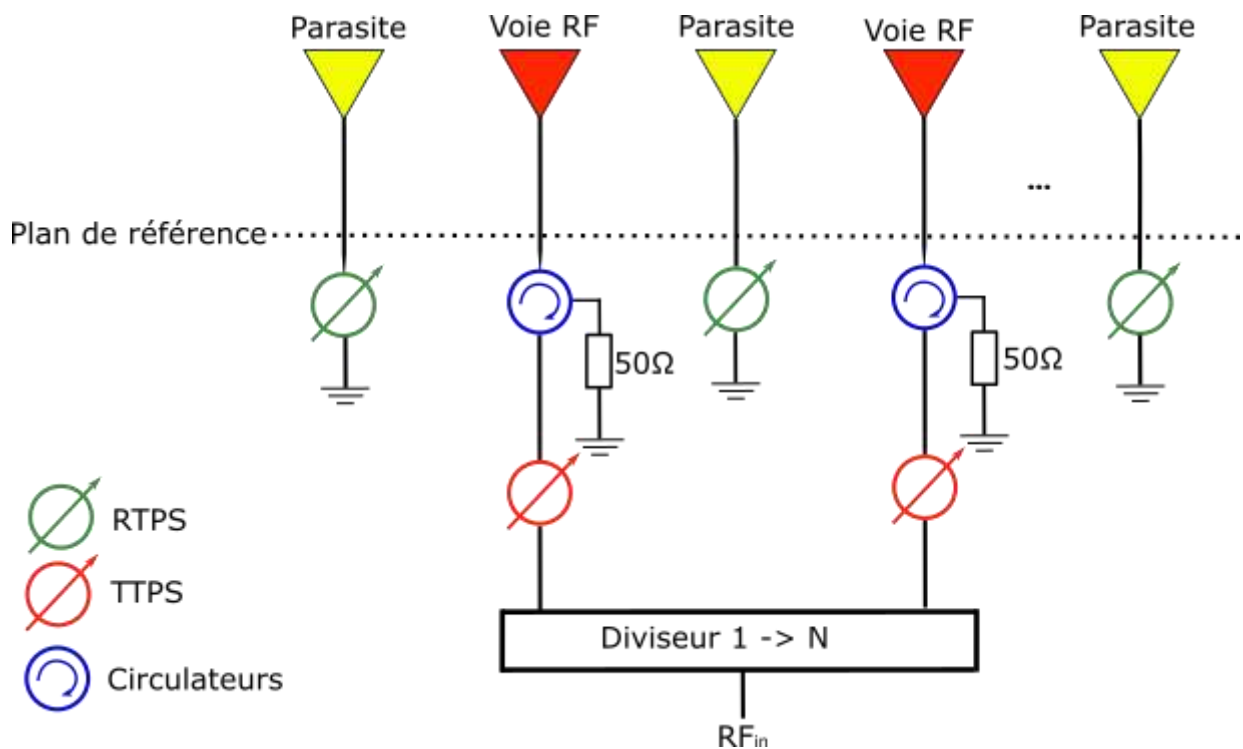 Parasite
Voie RF
Parasite
Voie RF
Parasite
...
Plan de référence
50Ω
50Ω
RTPS
TTPS
Circulateurs
Diviseur 1 -> N
RFin